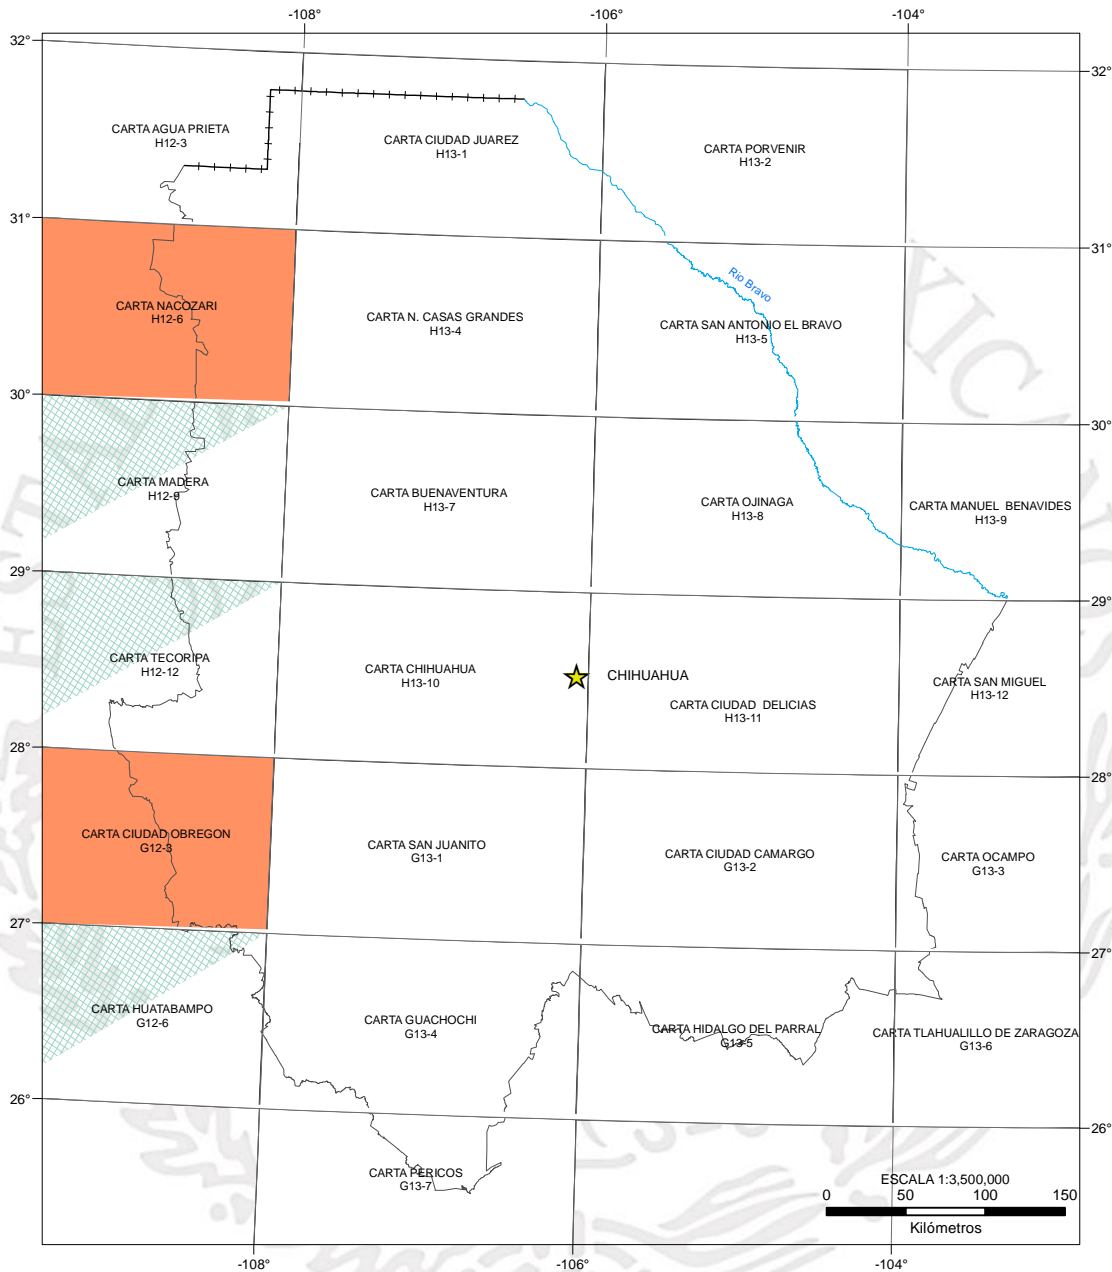 -108°
-106°
-104°
32°
32°
CARTA AGUA PRIETA
H12-3
CARTA CIUDAD JUAREZ
H13-1
CARTA PORVENIR
H13-2
31°
31°
Rio Bravo
CARTA NACOZARI
H12-6
CARTA N. CASAS GRANDES
H13-4
CARTA SAN ANTONIO EL BRAVO
H13-5
30°
30°
CARTA MADERA
H12-9
CARTA BUENAVENTURA
H13-7
CARTA OJINAGA
H13-8
CARTA MANUEL BENAVIDES
H13-9
29°
29°
CARTA TECORIPA
H12-12
CARTA CHIHUAHUA
H13-10
CHIHUAHUA
CARTA CIUDAD DELICIAS
H13-11
CARTA SAN MIGUEL
H13-12
28°
28°
CARTA CIUDAD OBREGON
G12-3
CARTA SAN JUANITO
G13-1
CARTA CIUDAD CAMARGO
G13-2
CARTA OCAMPO
G13-3
27°
27°
CARTA HUATABAMPO
G12-6
CARTA GUACHOCHI
G13-4
CARTA HIDALGO DEL PARRAL
G13-5
CARTA TLAHUALILLO DE ZARAGOZA
G13-6
26°
26°
CARTA PERICOS
G13-7
ESCALA 1:3,500,000
0 50 100 150
Kilómetros
-108°
-106°
-104°